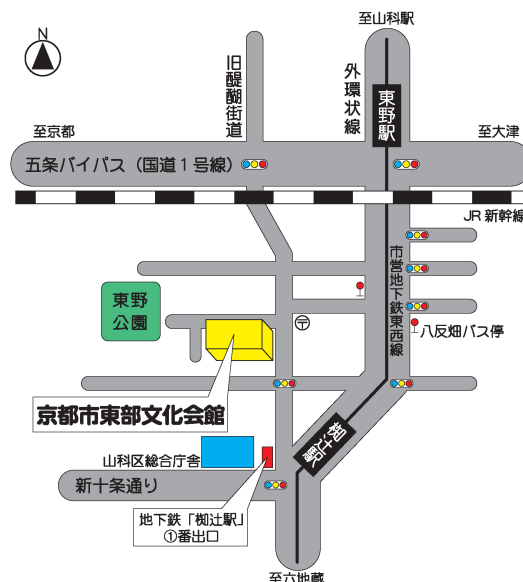 至山科駅
N
旧醍醐街道
外環状線
東野駅
至京都
至大津
五条バイパス（国道１号線）
JR 新幹線
市営地下鉄東西線
東野
公園
〒
八反畑バス停
京都市東部文化会館
椥辻駅
山科区総合庁舎
新十条通り
地下鉄「椥辻駅」
①番出口
至六地蔵